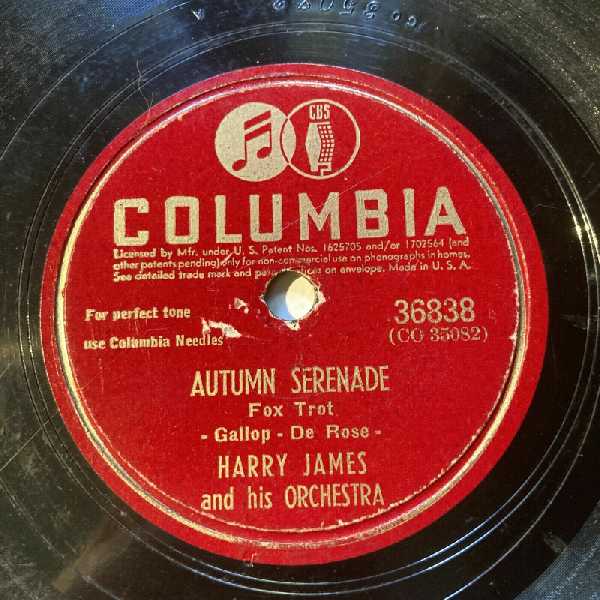 CBS
COLUMBIA
Licensed by Mfr. under U. S. Patent Nos. 1625705 and/or 1702564 (and
other patents pending) only for non-commercial use on phonographs in homes.
See detailed trade mark and on envelope. Made in U. S. A.
For perfect tone
use Columbia Needles
36838
(CO 35082)
AUTUMN SERENADE
Fox Trot
- Gallop - De Rose -
HARRY JAMES
and his ORCHESTRA